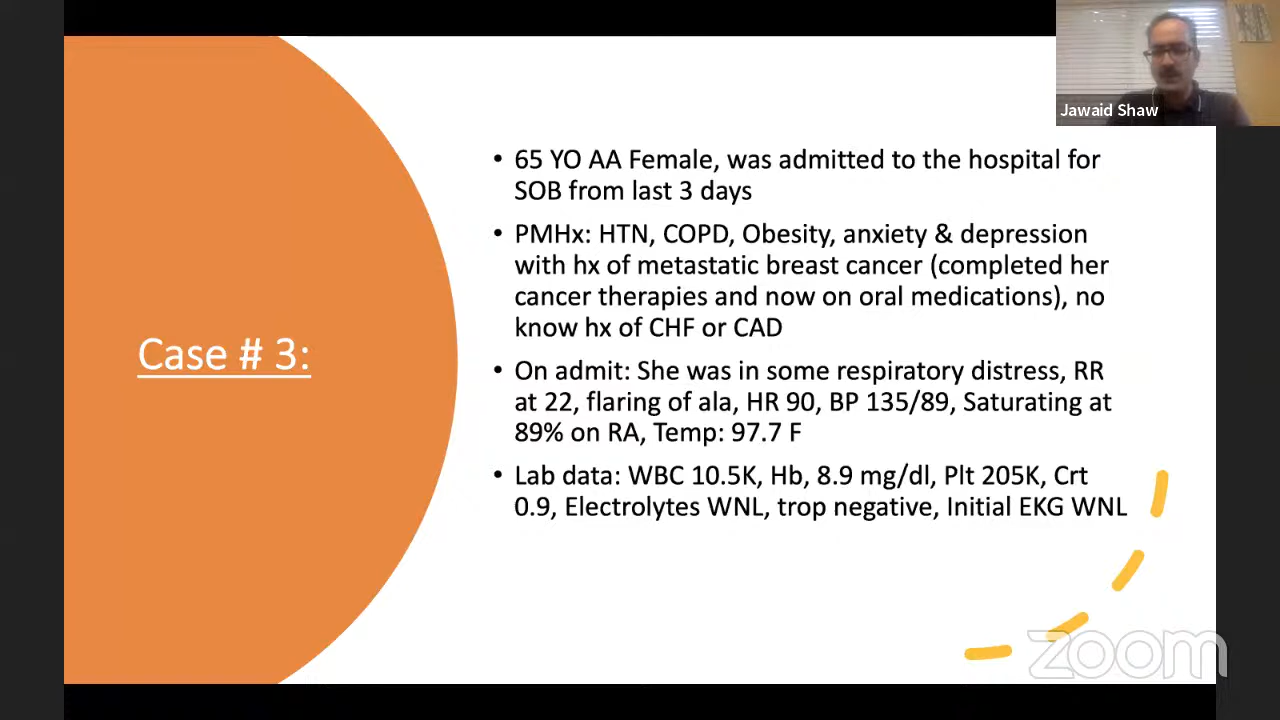 Jawaid Shaw
• 65 YO AA Female, was admitted to the hospital for
SOB from last 3 days
• PMHx: HTN, COPD, Obesity, anxiety & depression
with hx of metastatic breast cancer (completed her
cancer therapies and now on oral medications), no
know hx of CHF or CAD
Case # 3:
• On admit: She was in some respiratory distress, RR
at 22, flaring of ala, HR 90, BP 135/89, Saturating at
89% on RA, Temp: 97.7 F
• Lab data: WBC 10.5K, Hb, 8.9 mg/dl, Plt 205K, Crt
0.9, Electrolytes WNL, trop negative, Initial EKG WNL
zoom